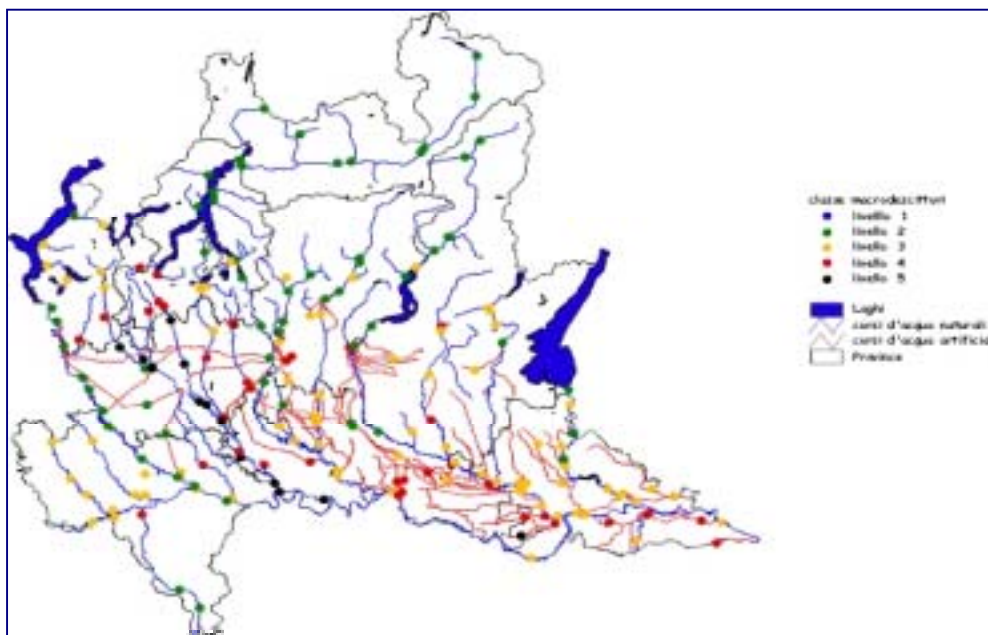 classe macrodescrittori
livello 1
livello 2
livello 3
livello 4
livello 5
Laghi
corsi d'acqua naturali
corsi d'acqua artificia
Province